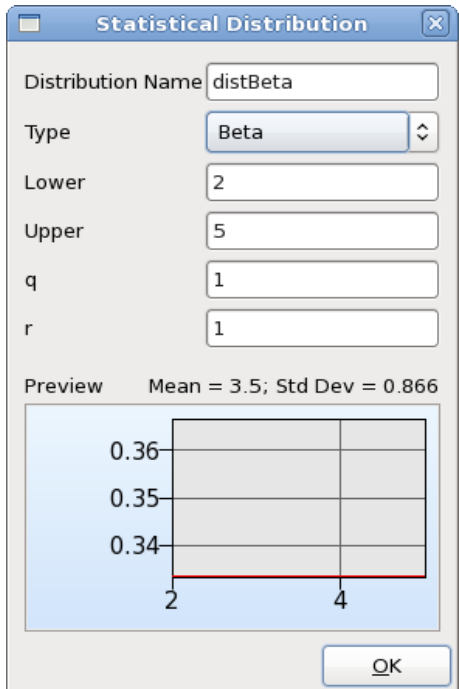 Statistical Distribution
Distribution Name distBeta
Type Beta
Lower 2
Upper 5
q 1
r 1
Preview Mean = 3.5; Std Dev = 0.866
0.36
0.35
0.34
2 4
OK